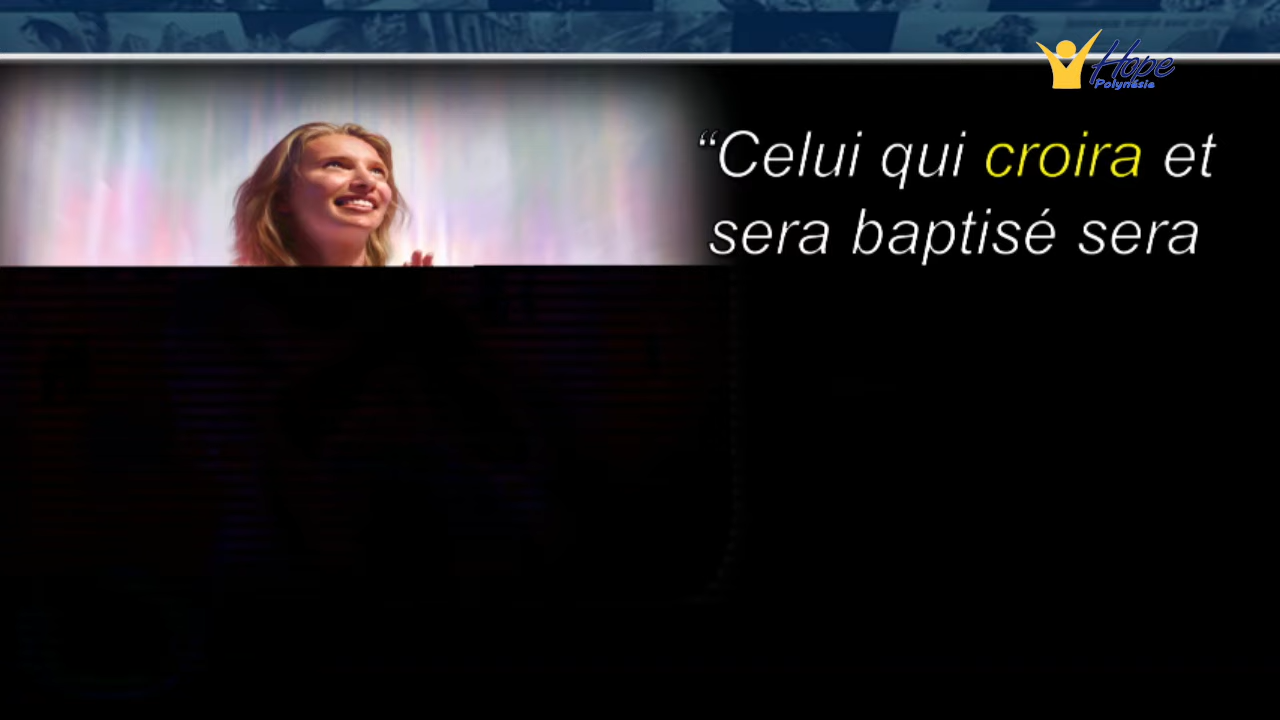 Hope
Polynésie
“Celui qui croira et
sera baptisé sera